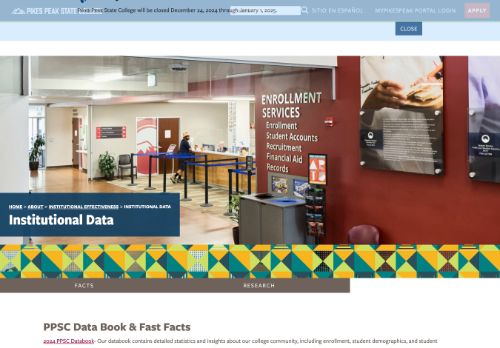 PIKES PEAK STATE
Pikes Peak State College will be closed December 24, 2024 through January 1, 2025.
SITIO EN ESPAÑOL
MYPIKESPEAK PORTAL LOGIN
APPLY
CLOSE
ENROLLMENT
SERVICES
Enrollment
Student Accounts
Recruitment
Financial Aid
Records
HOME > ABOUT > INSTITUTIONAL EFFECTIVENESS > INSTITUTIONAL DATA
Institutional Data
FACTS
RESEARCH
PPSC Data Book & Fast Facts
2024 PPSC Databook- Our databook contains detailed statistics and insights about our college community, including enrollment, student demographics, and student